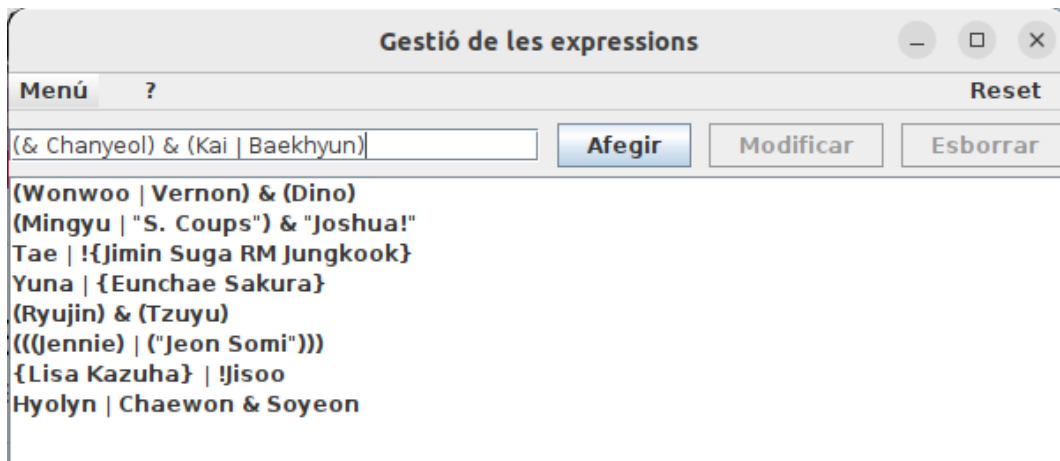 Gestió de les expressions
Menú ? Reset
(& Chanyeol) & (Kai | Baekhyun) Afegir Modificar Esborrar
(Wonwoo | Vernon) & (Dino)
(Mingyu | "S. Coups") & "Joshua!"
Tae | !{Jimin Suga RM Jungkook}
Yuna | {Eunchae Sakura}
(Ryujin) & (Tzuyu)
(((Jennie) | ("Jeon Somi")))
{Lisa Kazuha} | !Jisoo
Hyolyn | Chaewon & Soyeon